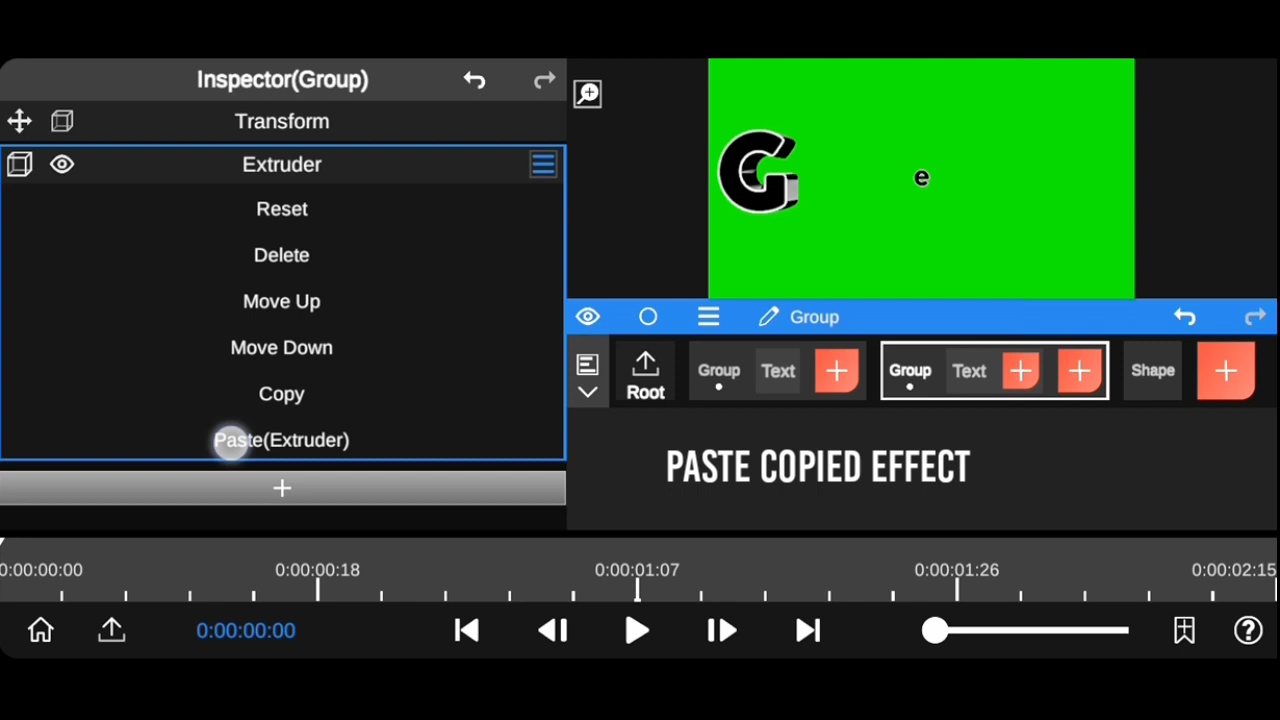 Inspector(Group)
Transform
Extruder
Reset
Delete
Move Up
Move Down
Copy
Paste(Extruder)
G e
Group
Root Group Text Group Text Shape
PASTE COPIED EFFECT
0:00:00:00 0:00:00:18 0:00:01:07 0:00:01:26 0:00:02:15
0:00:00:00